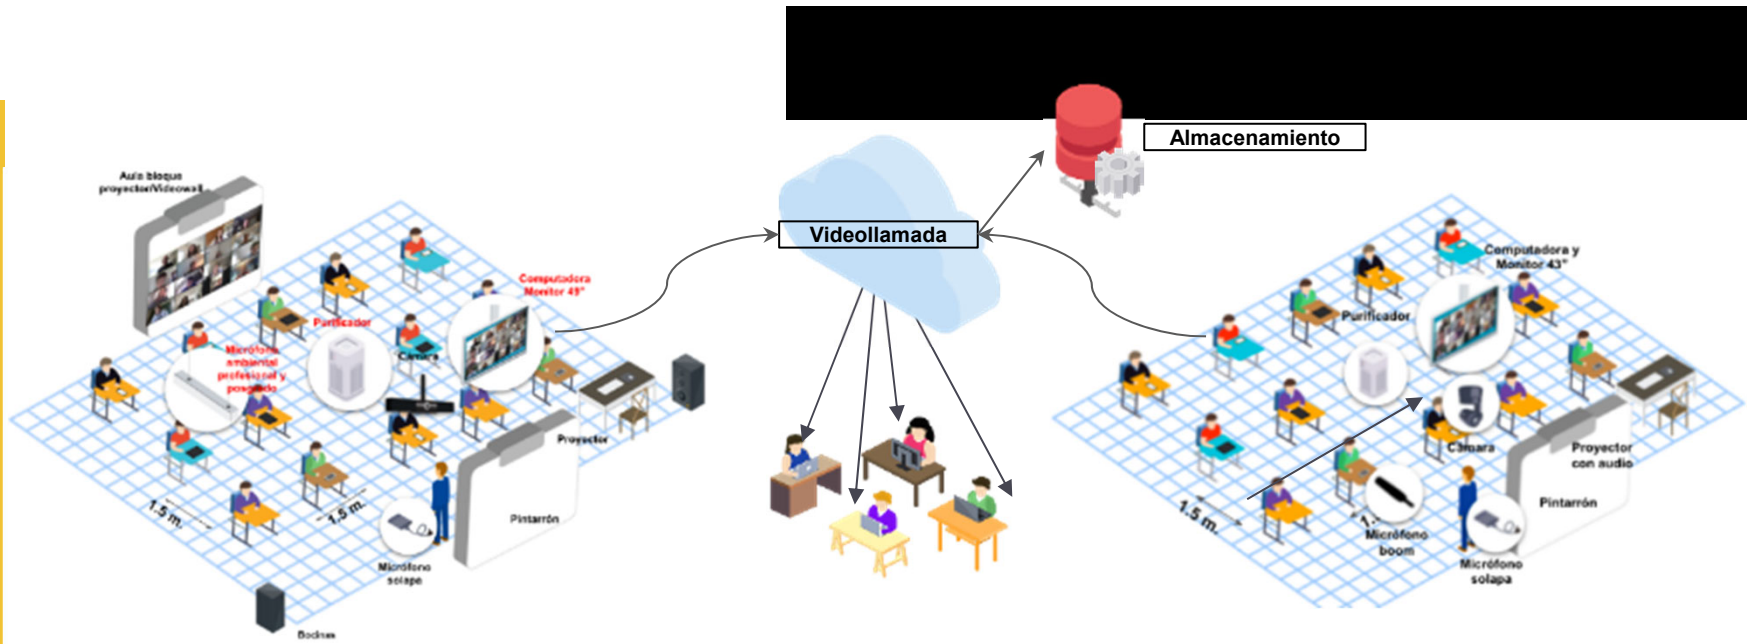 Almacenamiento
Videollamada
Aula bloque
proyector/Videowall
Computadora
Monitor 49"
Purificador
Cámara
Micrófono
ambiental
profesional y
posgrado
Proyector
Pintarrón
1.5 m.
1.5 m.
Micrófono
solapa
Bocinas
Computadora y
Monitor 43"
Purificador
Cámara
Proyector
con audio
Pintarrón
1.5 m.
Micrófono
boom
Micrófono
solapa